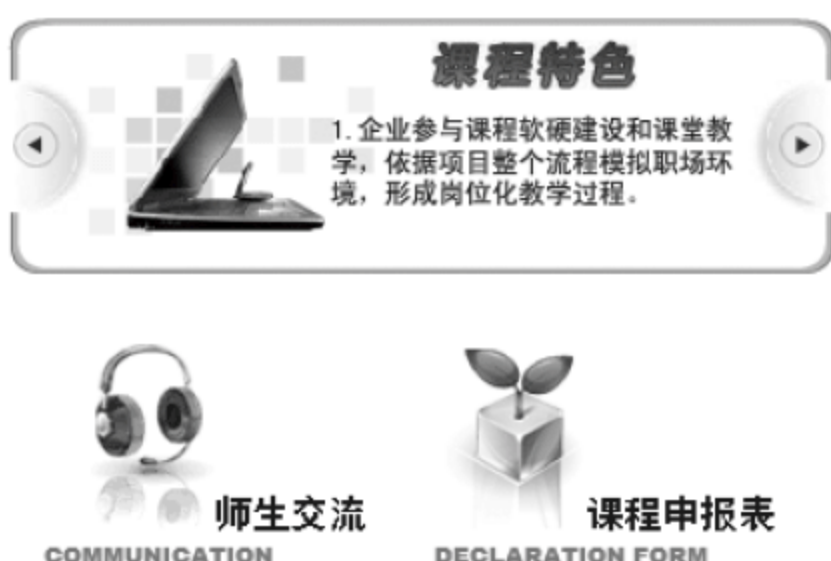 课程特色
1.企业参与课程软硬建设和课堂教
学，依据项目整个流程模拟职场环
境，形成岗位化教学过程。
师生交流
课程申报表
COMMUNICATION
DECLARATION FORM